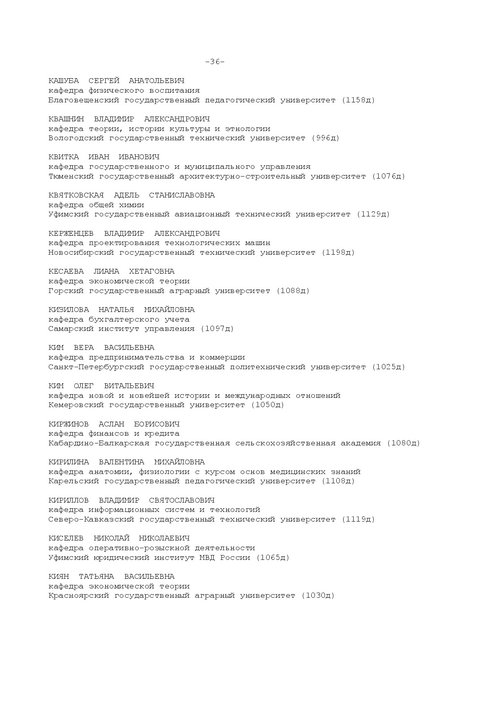 -36-
КАШУБА СЕРГЕЙ АНАТОЛЬЕВИЧ
кафедра физического воспитания
Благовещенский государственный педагогический университет (1158д)
КВАШНИН ВЛАДИМИР АЛЕКСАНДРОВИЧ
кафедра теории, истории культуры и этнологии
Вологодский государственный технический университет (996д)
КВИТКА ИВАН ИВАНОВИЧ
кафедра государственного и муниципального управления
Тюменский государственный архитектурно-строительный университет (1076д)
КВЯТКОВСКАЯ АДЕЛЬ СТАНИСЛАВОВНА
кафедра общей химии
Уфимский государственный авиационный технический университет (1129д)
КЕРЖЕНЦЕВ ВЛАДИМИР АЛЕКСАНДРОВИЧ
кафедра проектирования технологических машин
Новосибирский государственный технический университет (1198д)
КЕСАЕВА ЛИАНА ХЕТАГОВНА
кафедра экономической теории
Горский государственный аграрный университет (1088д)
КИЗИЛОВА НАТАЛЬЯ МИХАЙЛОВНА
кафедра бухгалтерского учета
Самарский институт управления (1097д)
КИМ ВЕРА ВАСИЛЬЕВНА
кафедра предпринимательства и коммерции
Санкт-Петербургский государственный политехнический университет (1025д)
КИМ ОЛЕГ ВИТАЛЬЕВИЧ
кафедра новой и новейшей истории и международных отношений
Кемеровский государственный университет (1050д)
КИРЖИНОВ АСЛАН БОРИСОВИЧ
кафедра финансов и кредита
Кабардино-Балкарская государственная сельскохозяйственная академия (1080д)
КИРИЛИНА ВАЛЕНТИНА МИХАЙЛОВНА
кафедра анатомии, физиологии с курсом основ медицинских знаний
Карельский государственный педагогический университет (1108д)
КИРИЛЛОВ ВЛАДИМИР СВЯТОСЛАВОВИЧ
кафедра информационных систем и технологий
Северо-Кавказский государственный технический университет (1119д)
КИСЕЛЕВ НИКОЛАЙ НИКОЛАЕВИЧ
кафедра оперативно-розыскной деятельности
Уфимский юридический институт МВД России (1065д)
КИЯН ТАТЬЯНА ВАСИЛЬЕВНА
кафедра экономической теории
Красноярский государственный аграрный университет (1030д)